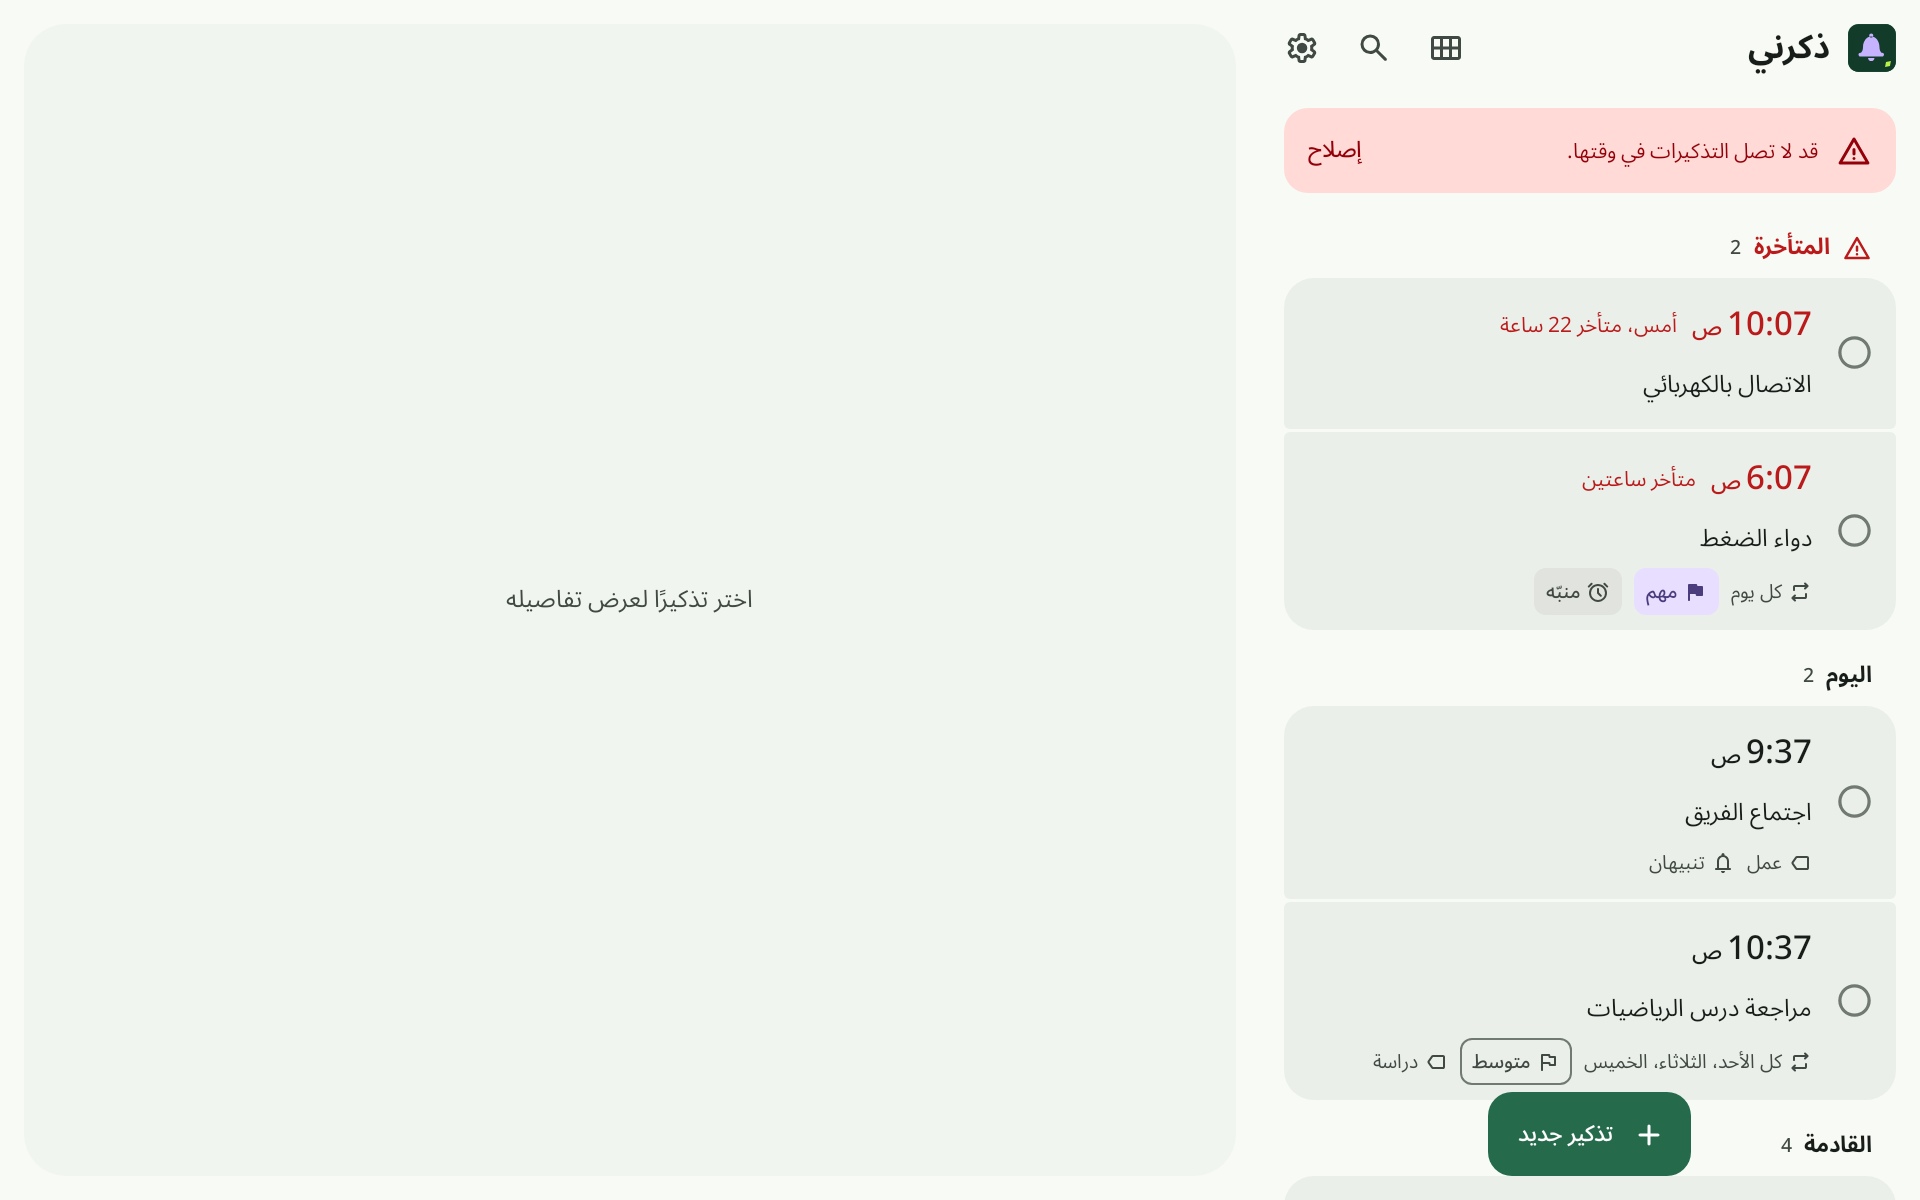 ذكرني
قد لا تصل التذكيرات في وقتها.
إصلاح
المتأخرة 2
10:07 ص أمس، متأخر 22 ساعة
الاتصال بالكهربائي
6:07 ص متأخر ساعتين
دواء الضغط
كل يوم مهم منبّه
اليوم 2
9:37 ص
اجتماع الفريق
عمل تنبيهان
10:37 ص
مراجعة درس الرياضيات
كل الأحد، الثلاثاء، الخميس متوسط دراسة
القادمة 4
تذكير جديد
اختر تذكيرًا لعرض تفاصيله